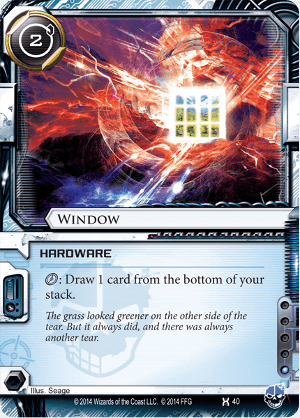 2
WINDOW
HARDWARE
: Draw 1 card from the bottom of your
stack.
The grass looked greener on the other side of the
tear. But it always did, and there was always
another tear.
Illus. Seage
© 2014 Wizards of the Coast LLC. © 2014 FFG
40